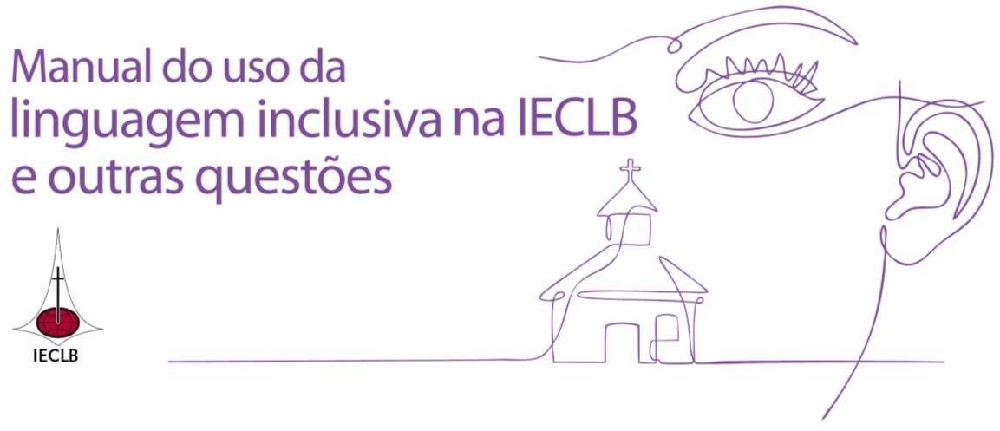 Manual do uso da
linguagem inclusiva na IECLB
e outras questões
IECLB